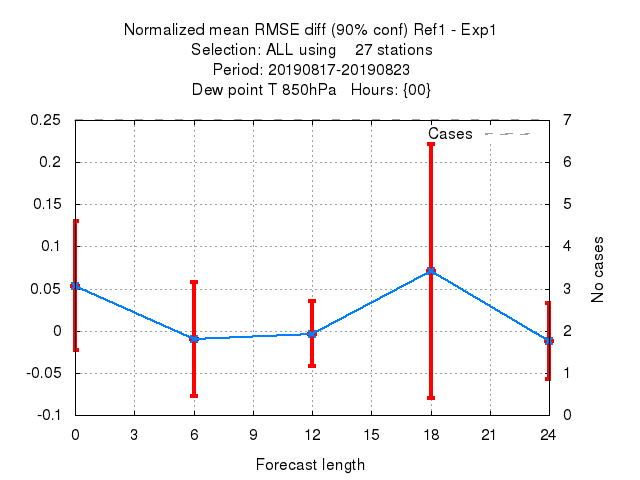 Normalized mean RMSE diff (90% conf) Ref1 - Exp1
Selection: ALL using 27 stations
Period: 20190817-20190823
Dew point T 850hPa Hours: {00}
0.25 7
Cases
0.2 6
0.15 5
0.1 4
0.05 3
0 2
-0.05 1
-0.1 0
No cases
0 3 6 9 12 15 18 21 24
Forecast length